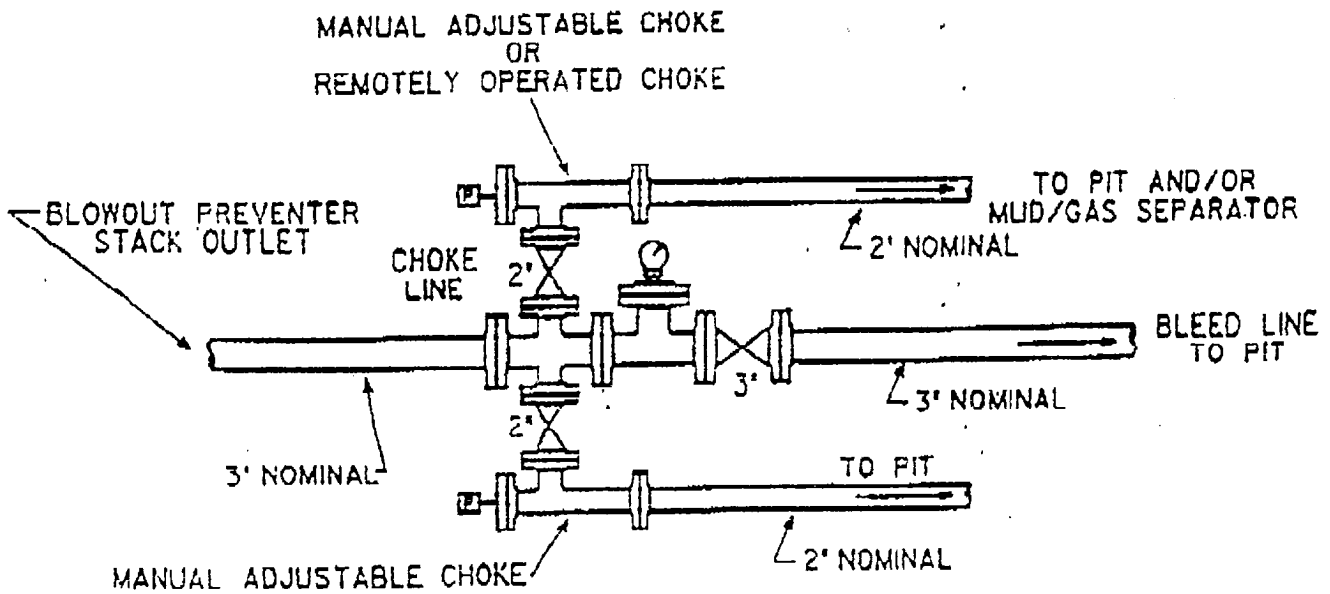 MANUAL ADJUSTABLE CHOKE
OR
REMOTELY OPERATED CHOKE
P
TO PIT AND/OR
MUD/GAS SEPARATOR
BLOWOUT PREVENTER
STACK OUTLET
2' NOMINAL
CHOKE
LINE
2'
BLEED LINE
TO PIT
3"
3' NOMINAL
2"
3' NOMINAL
TO PIT
P
2' NOMINAL
MANUAL ADJUSTABLE CHOKE